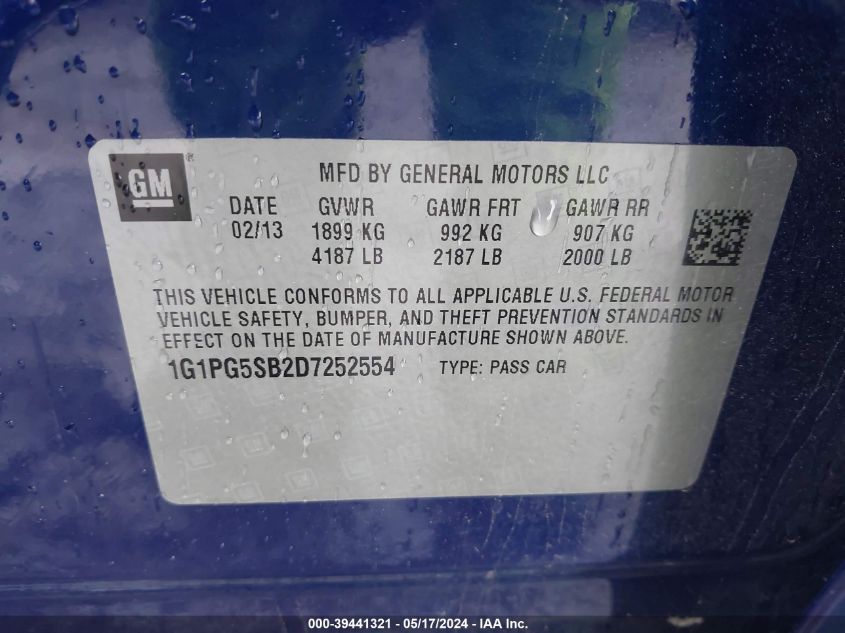 GM
MFD BY GENERAL MOTORS LLC
DATE GVWR GAWR FRT GAWR RR
02/13 1899 KG 992 KG 907 KG
4187 LB 2187 LB 2000 LB
THIS VEHICLE CONFORMS TO ALL APPLICABLE U.S. FEDERAL MOTOR
VEHICLE SAFETY, BUMPER, AND THEFT PREVENTION STANDARDS IN
EFFECT ON THE DATE OF MANUFACTURE SHOWN ABOVE.
1G1PG5SB2D7252554 TYPE: PASS CAR
000-39441321 - 05/17/2024 - IAA Inc.